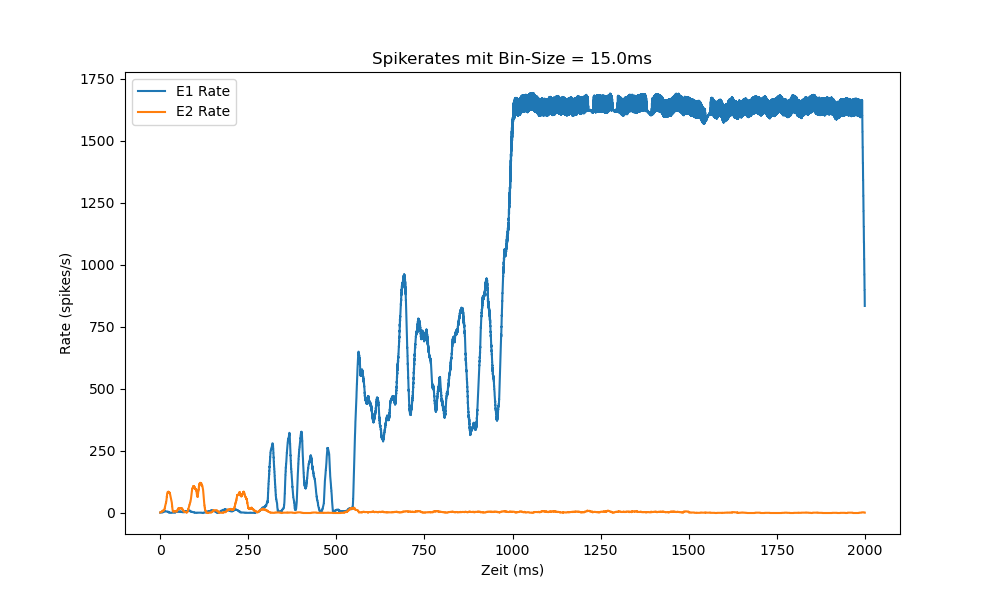 Spikerates mit Bin-Size = 15.0ms
E1 Rate
E2 Rate
Rate (spikes/s)
1750
1500
1250
1000
750
500
250
0
0 250 500 750 1000 1250 1500 1750 2000
Zeit (ms)